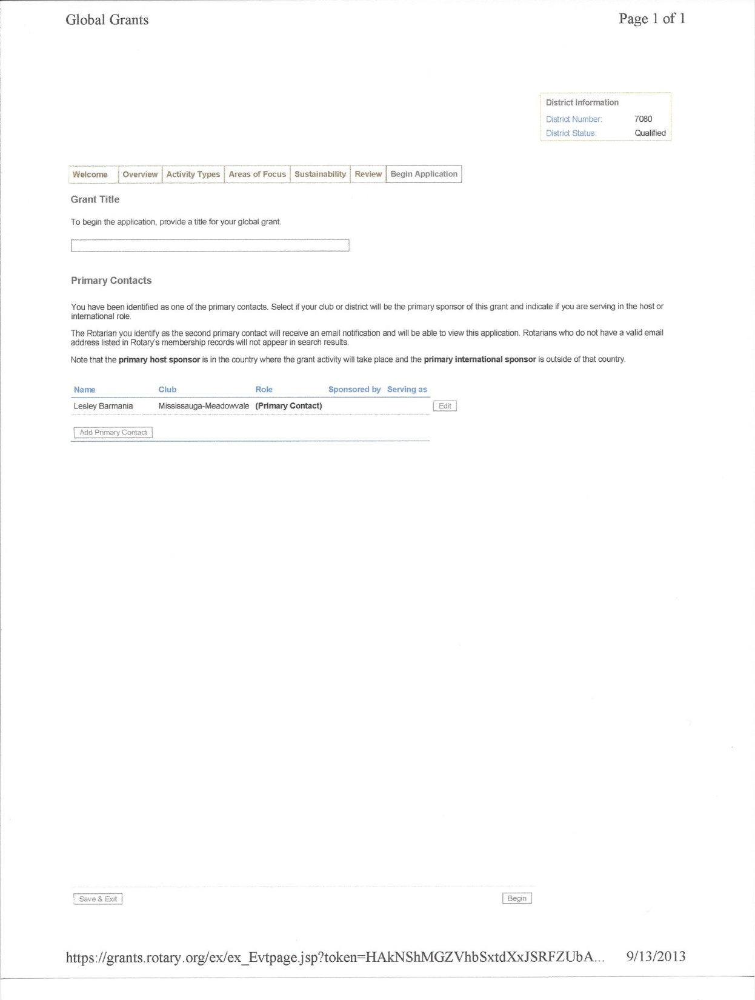 Global Grants Page 1 of 1
District Information
District Number: 7080
District Status: Qualified
Welcome Overview Activity Types Areas of Focus Sustainability Review Begin Application
Grant Title
To begin the application, provide a title for your global grant.
Primary Contacts
You have been identified as one of the primary contacts. Select if your club or district will be the primary sponsor of this grant and indicate if you are serving in the host or
international role.
The Rotarian you identify as the second primary contact will receive an email notification and will be able to view this application. Rotarians who do not have a valid email
address listed in Rotary's membership records will not appear in search results.
Note that the primary host sponsor is in the country where the grant activity will take place and the primary international sponsor is outside of that country.
Name Club Role Sponsored by Serving as
Lesley Barmania Mississauga-Meadowvale (Primary Contact) Edit
Add Primary Contact
Save & Exit Begin
https://grants.rotary.org/ex/ex_Evtpage.jsp?token=HAkNShMGZVhbSxtdXxJSRFZUbA... 9/13/2013